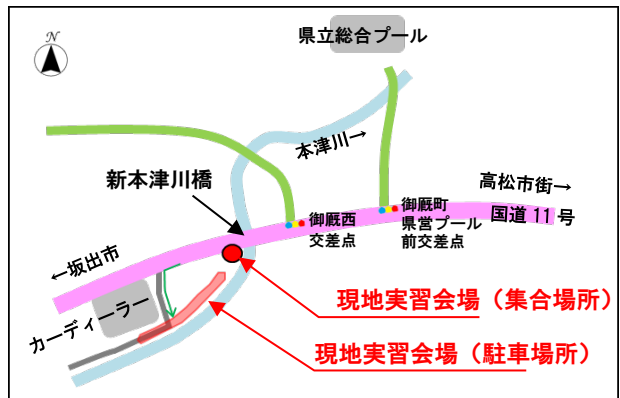 県立総合プール
N
本津川→
高松市街→
新本津川橋
国道 11 号
御厩西
交差点
御厩町
県営プール
前交差点
←坂出市
カーディーラー
現地実習会場（集合場所）
現地実習会場（駐車場所）